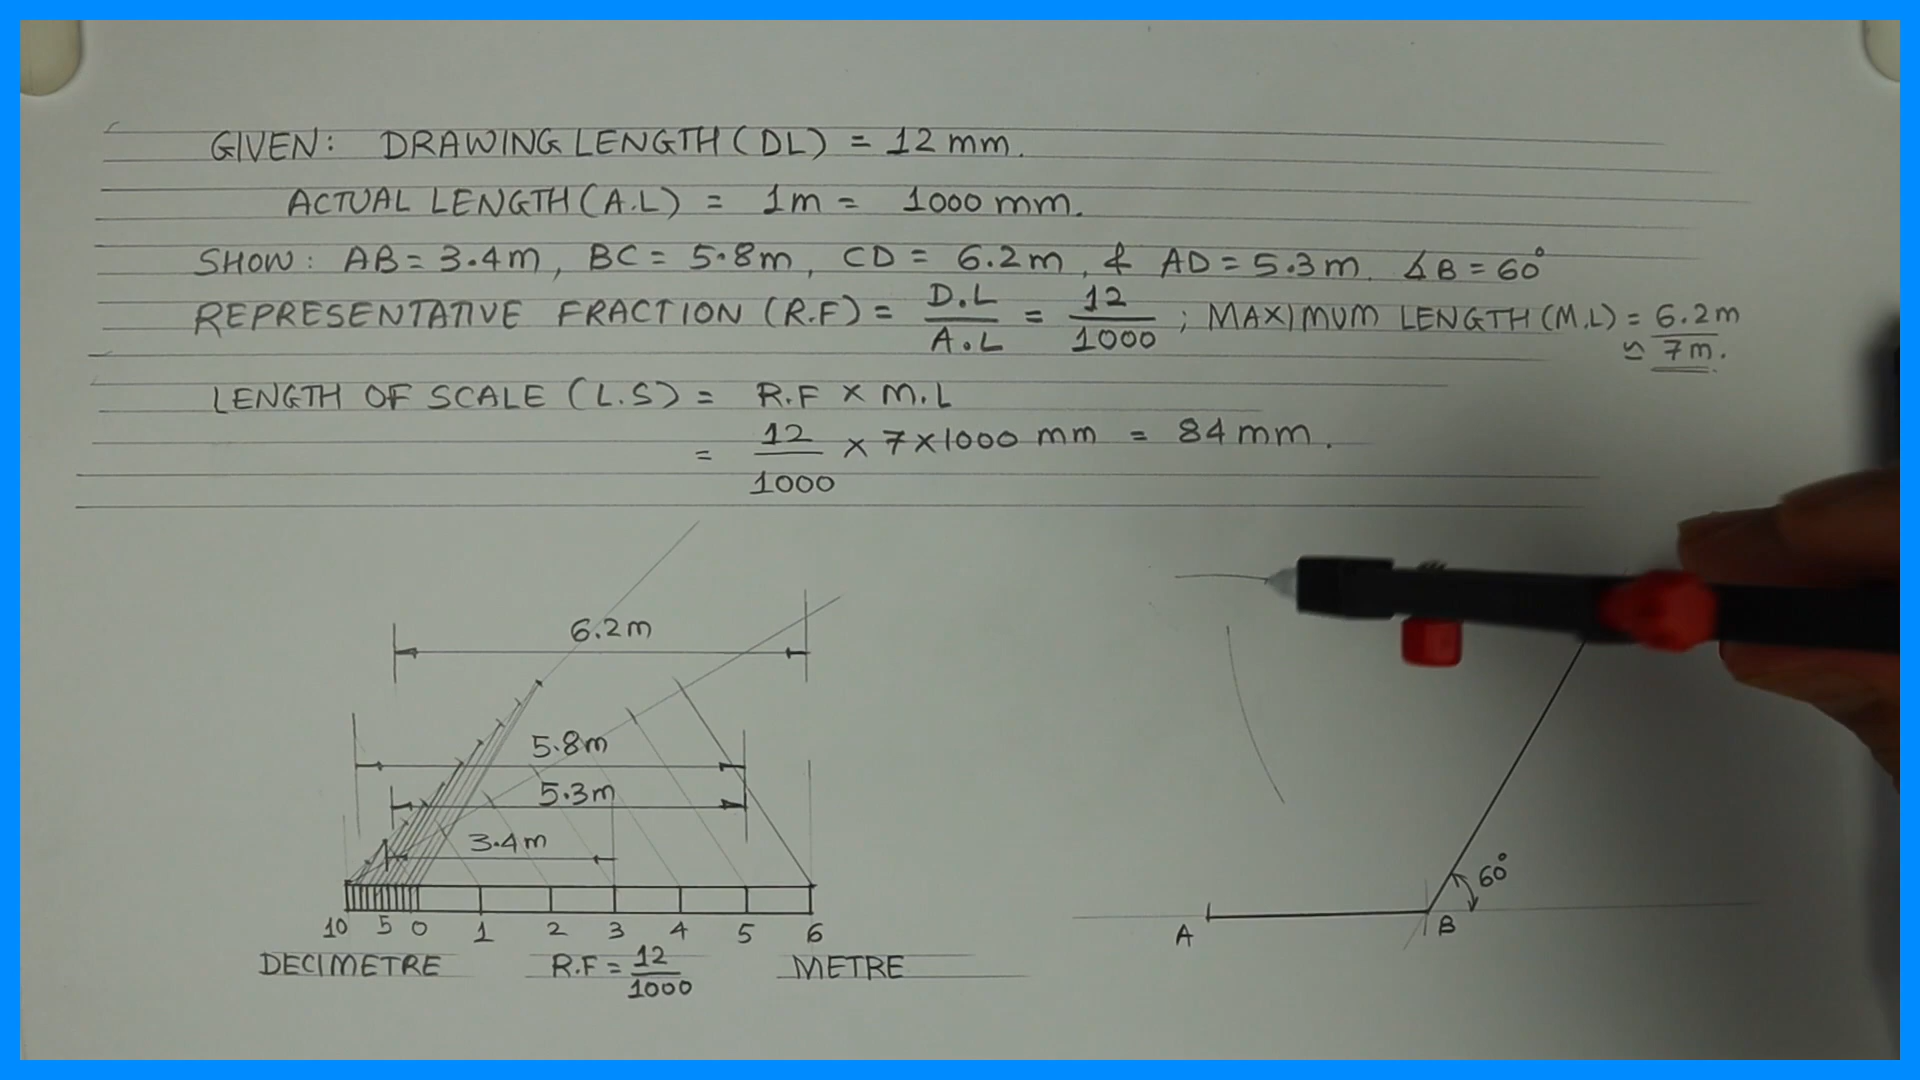 GIVEN: DRAWING LENGTH (DL) = 12 mm.
ACTUAL LENGTH (A.L) = 1m = 1000 mm.
SHOW: AB = 3.4m, BC = 5.8m, CD = 6.2m, & AD = 5.3m. ∡B = 60°
REPRESENTATIVE FRACTION (R.F) = D.L/A.L = 12/1000 ; MAXIMUM LENGTH (M.L) = 6.2m
≃ 7m.
LENGTH OF SCALE (L.S) = R.F × M.L
= 12/1000 × 7×1000 mm = 84 mm.
6.2m
5.8m
5.3m
3.4m
60°
10 5 0 1 2 3 4 5 6
A B
DECIMETRE R.F = 12/1000 METRE